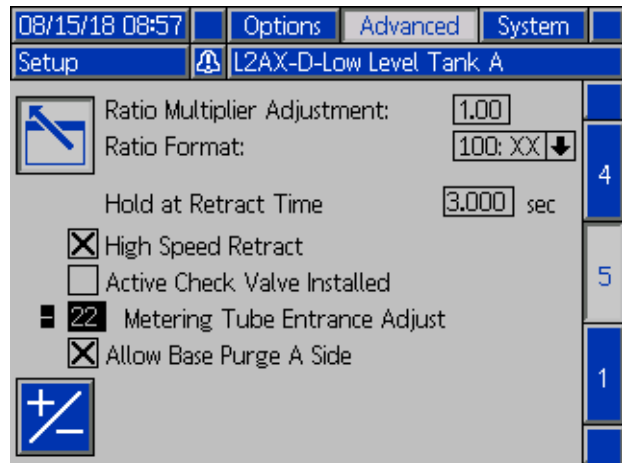 08/15/18 08:57 Options Advanced System
Setup L2AX-D-Low Level Tank A
Ratio Multiplier Adjustment: 1.00
Ratio Format: 100: XX
4
Hold at Retract Time 3.000 sec
High Speed Retract
Active Check Valve Installed
5
- 22 Metering Tube Entrance Adjust
Allow Base Purge A Side
1
+/-